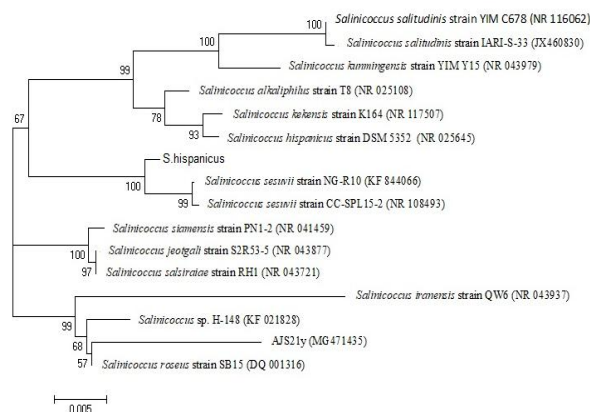 Salinicoccus salitudinis strain YIM C678 (NR 116062)
100
Salinicoccus salitudinis strain IARI-S-33 (JX460830)
100
Salinicoccus kunmingensis strain YIM Y15 (NR 043979)
99
Salinicoccus alkaliphilus strain T8 (NR 025108)
78
Salinicoccus kekensis strain K164 (NR 117507)
67
93
Salinicoccus hispanicus strain DSM 5352 (NR 025645)
S.hispanicus
100
Salinicoccus sesuvii strain NG-R10 (KF 844066)
99
Salinicoccus sesuvii strain CC-SPL15-2 (NR 108493)
Salinicoccus siamensis strain PN1-2 (NR 041459)
100
Salinicoccus jeotgali strain S2R53-5 (NR 043877)
97
Salinicoccus salsiraiae strain RH1 (NR 043721)
Salinicoccus iranensis strain QW6 (NR 043937)
99
Salinicoccus sp. H-148 (KF 021828)
68
AJS21y (MG471435)
57
Salinicoccus roseus strain SB15 (DQ 001316)
0.005